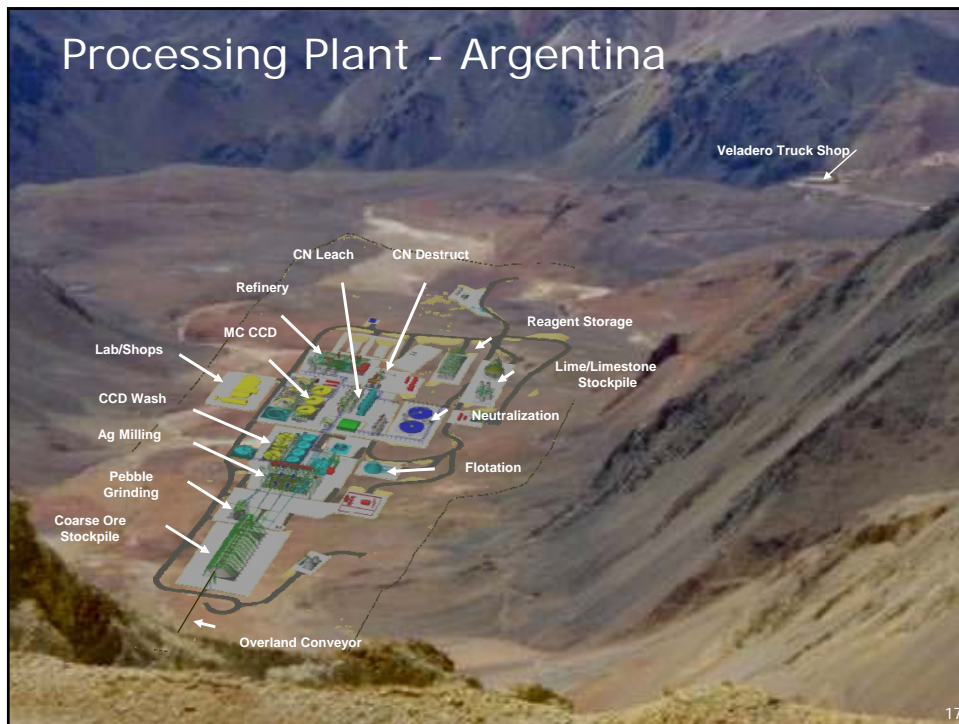 Processing Plant - Argentina
Veladero Truck Shop
CN Leach
CN Destruct
Refinery
Reagent Storage
MC CCD
Lab/Shops
Lime/Limestone
Stockpile
CCD Wash
Neutralization
Ag Milling
Flotation
Pebble
Grinding
Coarse Ore
Stockpile
Overland Conveyor
17